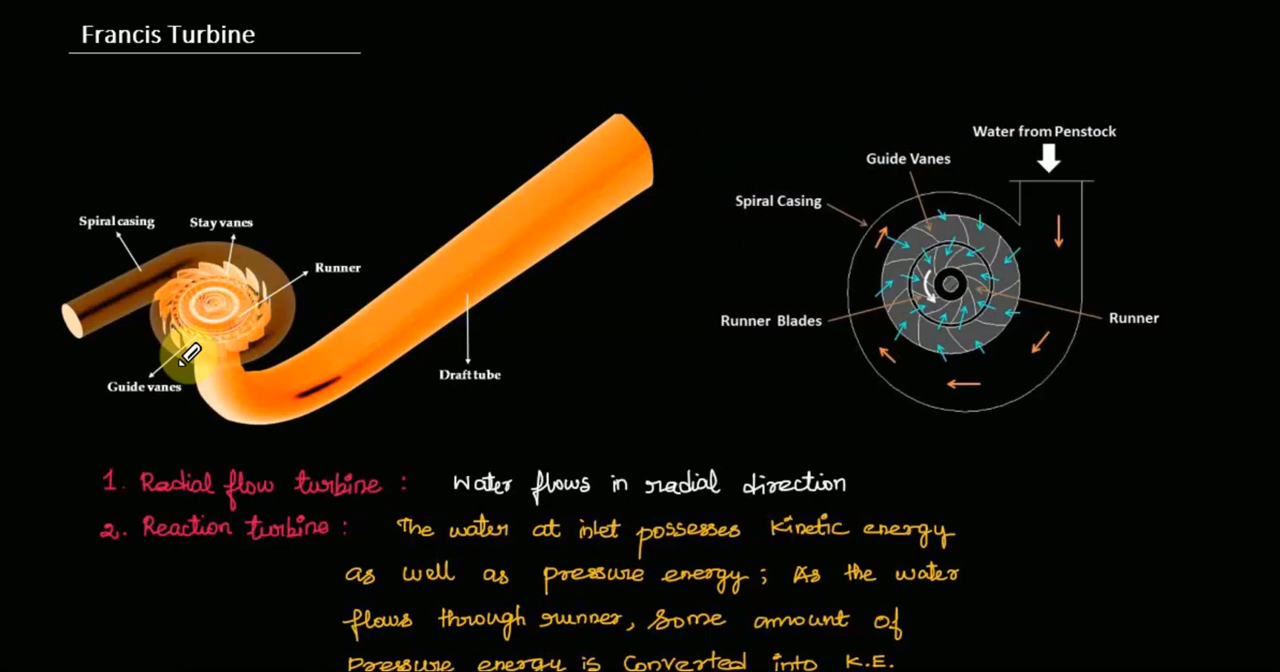 Francis Turbine
Water from Penstock
Guide Vanes
Spiral Casing
Spiral casing
Stay vanes
Runner
Runner Blades
Runner
Draft tube
Guide vanes
1. Radial flow turbine : Water flows in radial direction
2. Reaction turbine : The water at inlet possesses Kinetic energy
as well as pressure energy; As the water
flows through runner, some amount of
pressure energy is converted into K.E.